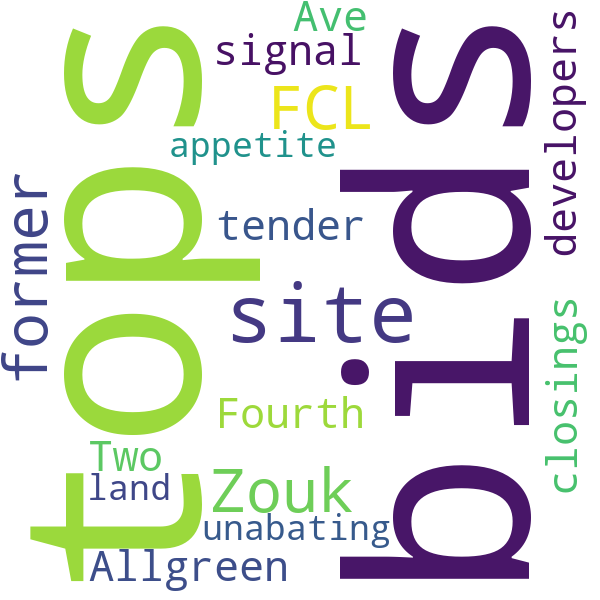 tops
bids
Ave
signal
developers
FCL
appetite
former
tender
site
closings
Fourth
Two
land
Zouk
unabating
Allgreen